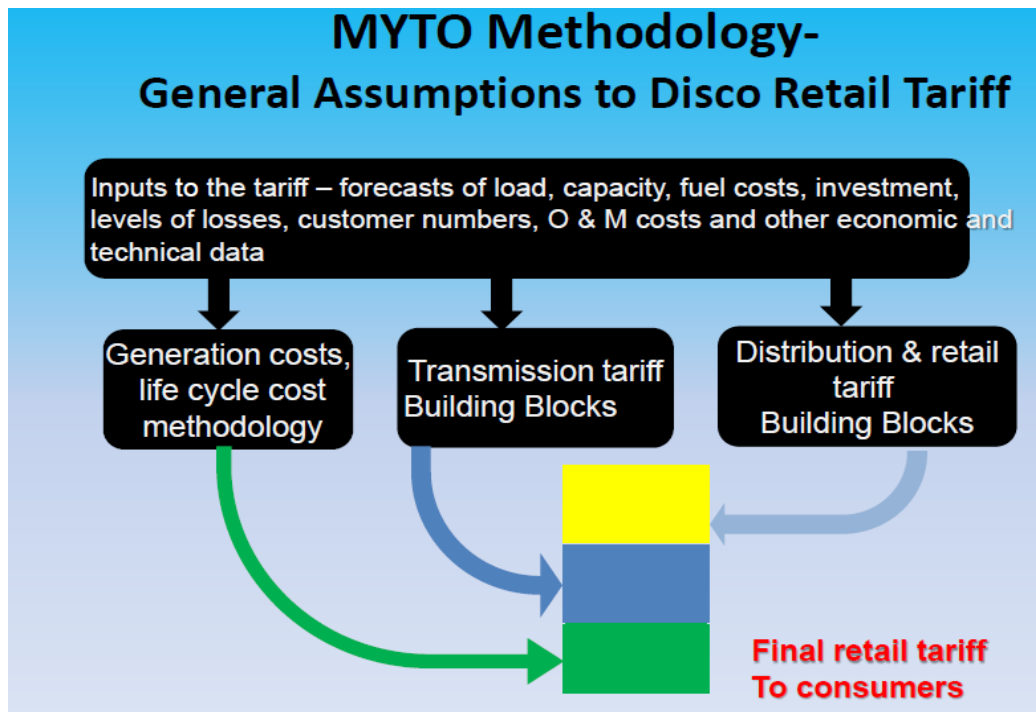 MYTO Methodology-
General Assumptions to Disco Retail Tariff
Inputs to the tariff – forecasts of load, capacity, fuel costs, investment,
levels of losses, customer numbers, O & M costs and other economic and
technical data
Generation costs,
life cycle cost
methodology
Transmission tariff
Building Blocks
Distribution & retail
tariff
Building Blocks
Final retail tariff
To consumers